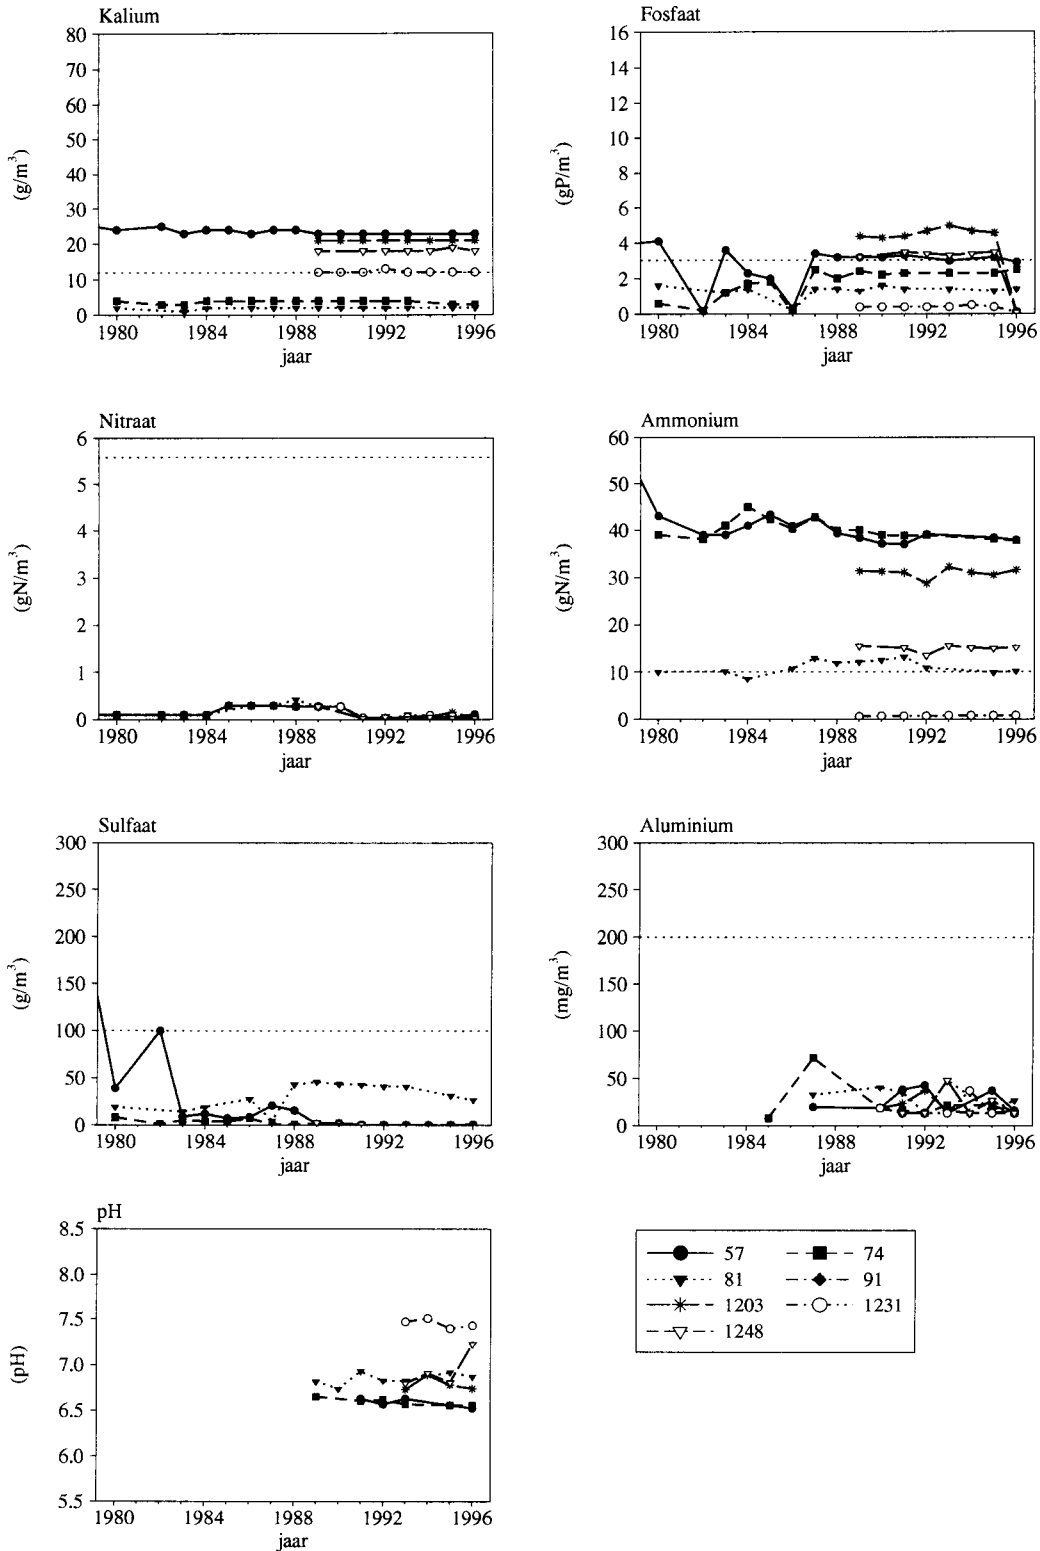 Kalium
80
70
60
50
40
30
20
10
0
(g/m³)
1980 1984 1988 1992 1996
jaar
Fosfaat
16
14
12
10
8
6
4
2
0
(gP/m³)
1980 1984 1988 1992 1996
jaar
Nitraat
6
5
4
3
2
1
0
(gN/m³)
1980 1984 1988 1992 1996
jaar
Ammonium
60
50
40
30
20
10
0
(gN/m³)
1980 1984 1988 1992 1996
jaar
Sulfaat
300
250
200
150
100
50
0
(g/m³)
1980 1984 1988 1992 1996
jaar
Aluminium
300
250
200
150
100
50
0
(mg/m³)
1980 1984 1988 1992 1996
jaar
pH
8.5
8.0
7.5
7.0
6.5
6.0
5.5
(pH)
1980 1984 1988 1992 1996
jaar
57 74
81 91
1203 1231
1248